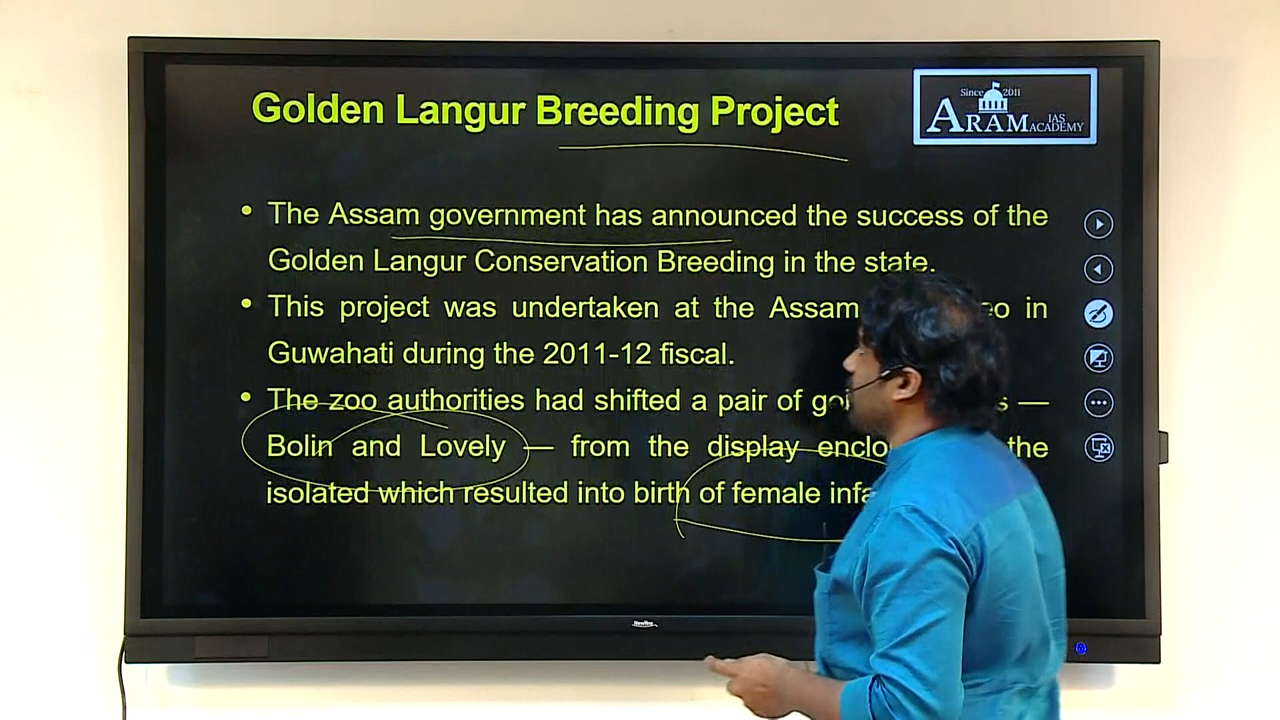 Golden Langur Breeding Project
Since 2011
ARAM IAS ACADEMY
• The Assam government has announced the success of the
Golden Langur Conservation Breeding in the state.
• This project was undertaken at the Assam in
Guwahati during the 2011-12 fiscal.
• The zoo authorities had shifted a pair of —
Bolin and Lovely — from the display the
isolated which resulted into birth of female